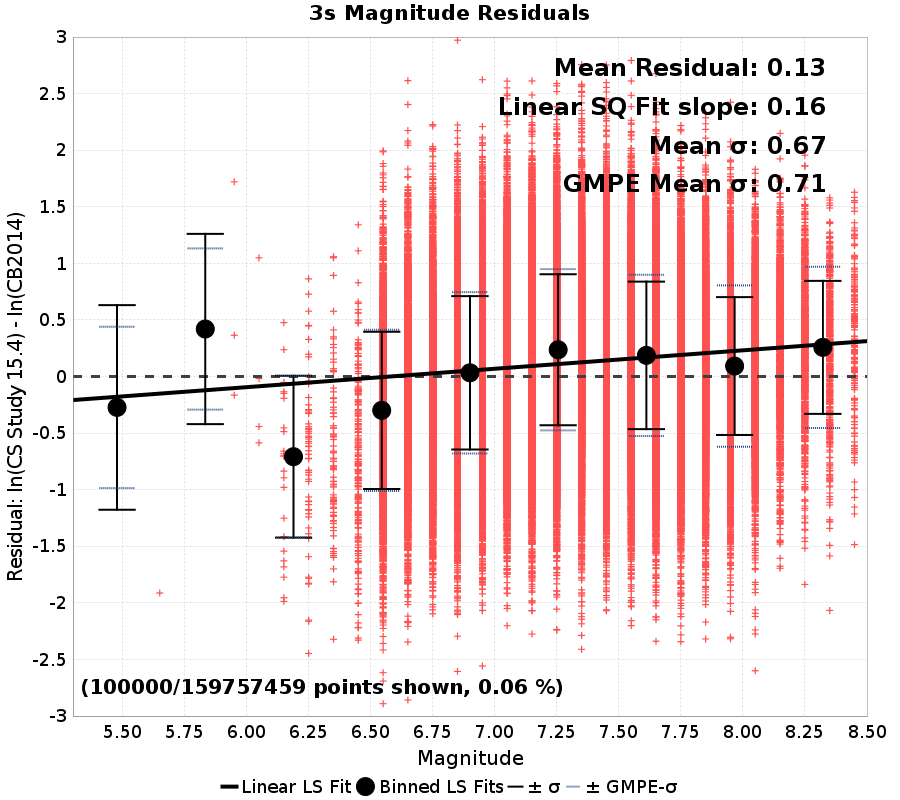 3s Magnitude Residuals
Mean Residual: 0.13
Linear SQ Fit slope: 0.16
Mean σ: 0.67
GMPE Mean σ: 0.71
Residual: ln(CS Study 15.4) - ln(CB2014)
3
2.5
2
1.5
1
0.5
0
-0.5
-1
-1.5
-2
-2.5
-3
(100000/159757459 points shown, 0.06 %)
5.50 5.75 6.00 6.25 6.50 6.75 7.00 7.25 7.50 7.75 8.00 8.25 8.50
Magnitude
Linear LS Fit Binned LS Fits ± σ ± GMPE-σ